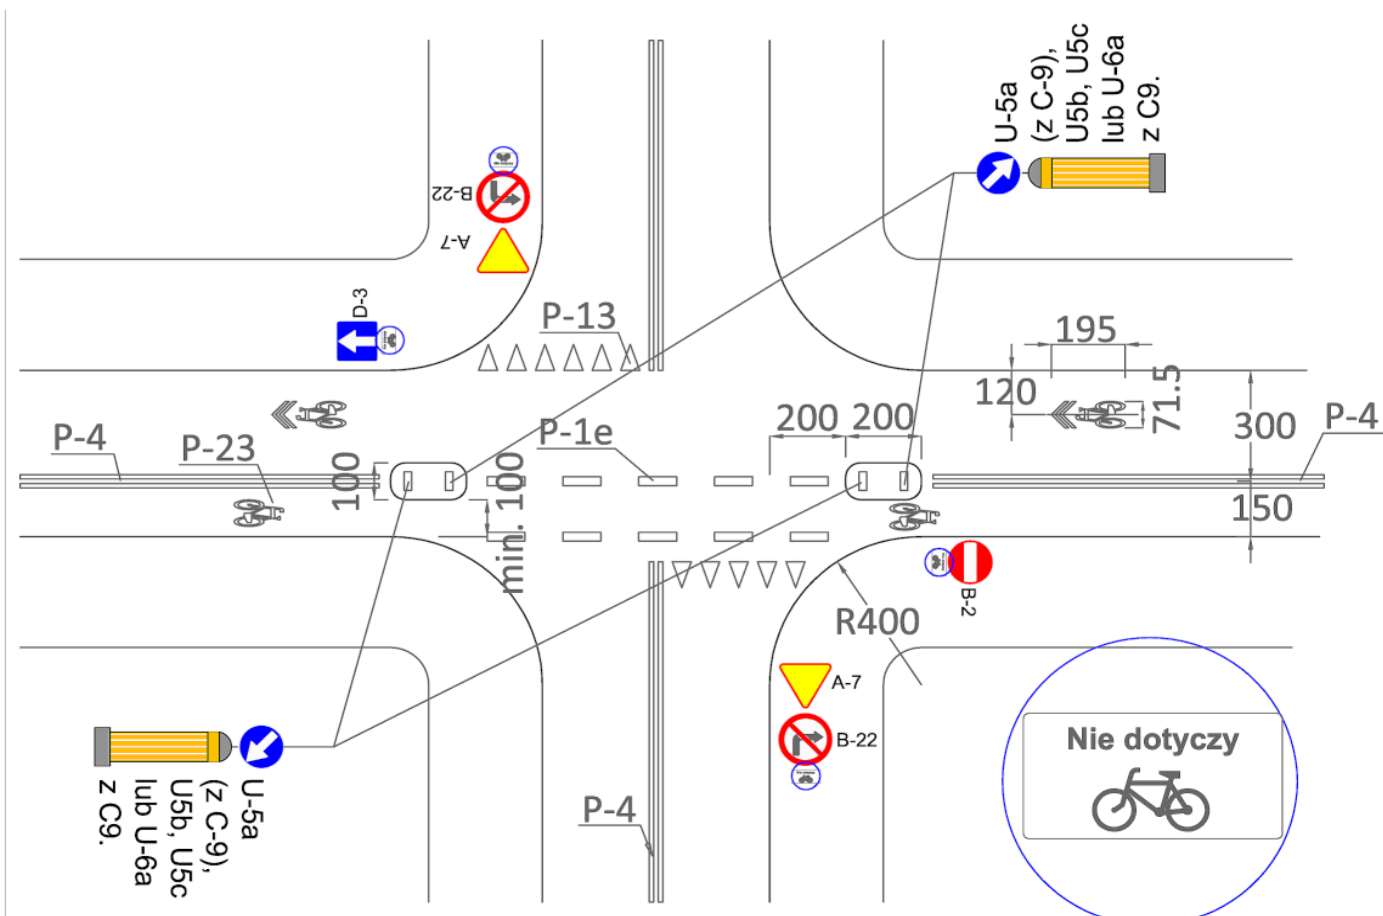 U-5a
(z C-9),
U5b, U5c
lub U-6a
z C9.
B-22
A-7
D-3
P-13
195
120
71.5
300
P-4
200
200
P-1e
P-4
P-23
100
min. 100
150
B-2
R400
A-7
B-22
Nie dotyczy
P-4
U-5a
(z C-9),
U5b, U5c
lub U-6a
z C9.